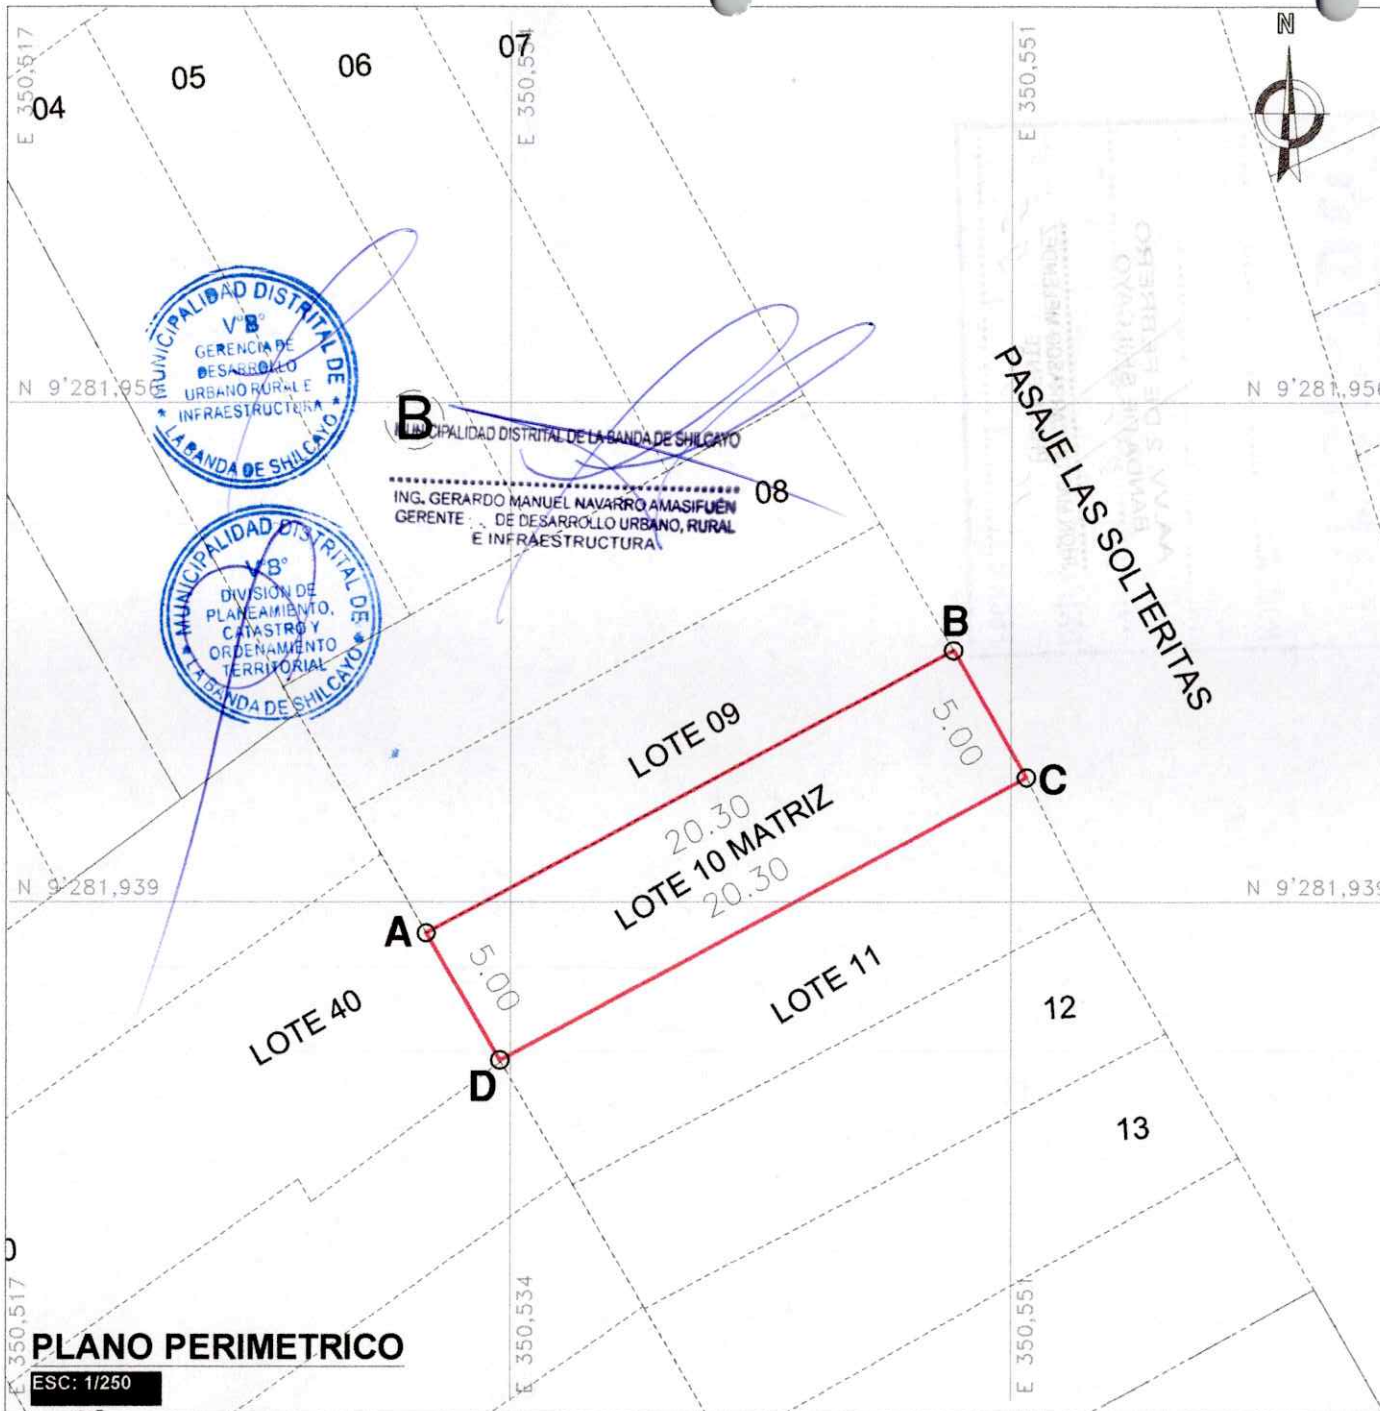 N
E 350,517
E 350,534
E 350,551
04
05
06
07
MUNICIPALIDAD DISTRITAL DE
V°B°
GERENCIA DE
DESARROLLO
URBANO RURAL E
INFRAESTRUCTURA
LA BANDA DE SHILCAYO
N 9'281,956
N 9'281,956
B
MUNICIPALIDAD DISTRITAL DE LA BANDA DE SHILCAYO
ING. GERARDO MANUEL NAVARRO AMASIFUÉN
GERENTE DE DESARROLLO URBANO, RURAL
E INFRAESTRUCTURA
08
PASAJE LAS SOLTERITAS
MUNICIPALIDAD DISTRITAL DE
V°B°
DIVISIÓN DE
PLANEAMIENTO,
CATASTRO Y
ORDENAMIENTO
TERRITORIAL
LA BANDA DE SHILCAYO
B
LOTE 09
5.00
C
20.30
LOTE 10 MATRIZ
20.30
N 9'281,939
N 9'281,939
A
5.00
LOTE 11
LOTE 40
12
D
13
E 350,517
E 350,534
E 350,551
PLANO PERIMETRICO
ESC: 1/250